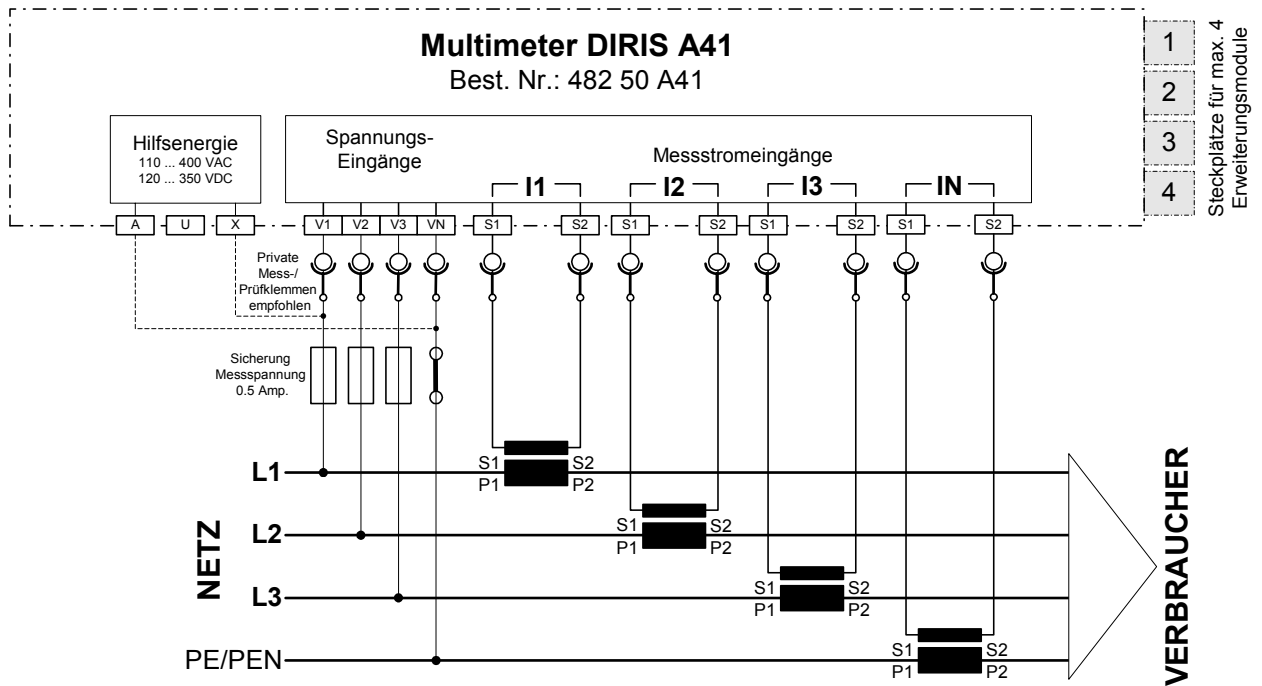 Multimeter DIRIS A41
Best. Nr.: 482 50 A41
1
2
3
4
Steckplätze für max. 4
Erweiterungsmodule
Hilfsenergie
110 ... 400 VAC
120 ... 350 VDC
Spannungs-
Eingänge
Messstromeingänge
I1
I2
I3
IN
A
U
X
V1
V2
V3
VN
S1
S2
S1
S2
S1
S2
S1
S2
Private
Mess-/
Prüfklemmen
empfohlen
Sicherung
Messspannung
0.5 Amp.
NETZ
L1
S1
S2
P1
P2
L2
S1
S2
P1
P2
L3
S1
S2
P1
P2
PE/PEN
S1
S2
P1
P2
VERBRAUCHER